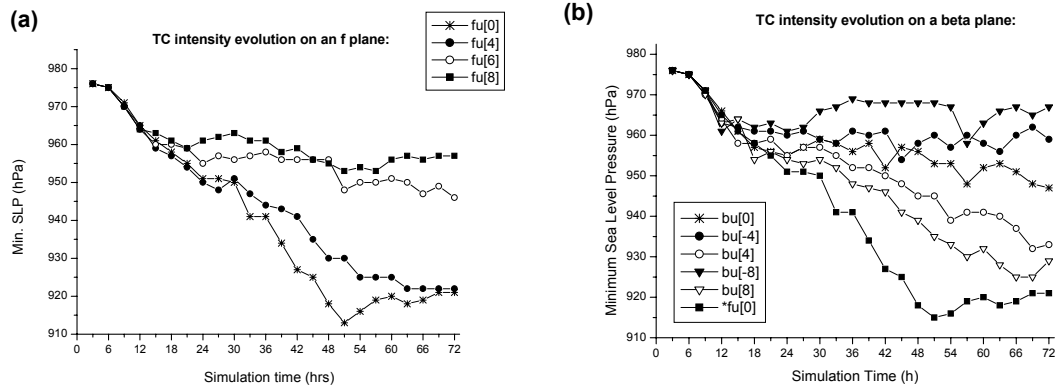 (a)
TC intensity evolution on an f plane:
fu[0]
fu[4]
fu[6]
fu[8]
980
970
960
950
940
930
920
910
Min. SLP (hPa)
0 6 12 18 24 30 36 42 48 54 60 66 72
Simulation time (hrs)
(b)
TC intensity evolution on a beta plane:
980
970
960
950
940
930
920
910
Minimum Sea Level Pressure (hPa)
bu[0]
bu[-4]
bu[4]
bu[-8]
bu[8]
*fu[0]
0 6 12 18 24 30 36 42 48 54 60 66 72
Simulation Time (h)